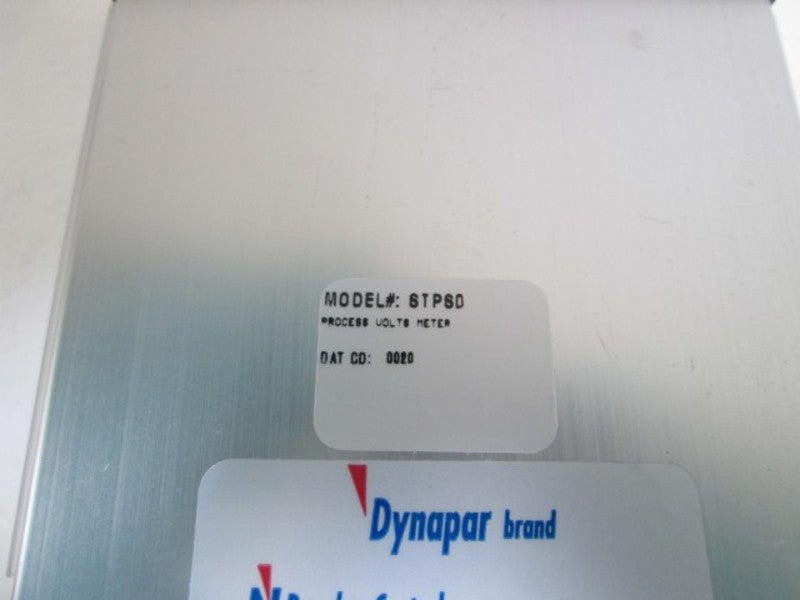 MODEL#: STPSD
PROCESS VOLTS METER
DAT CD: 0020
Dynapar brand